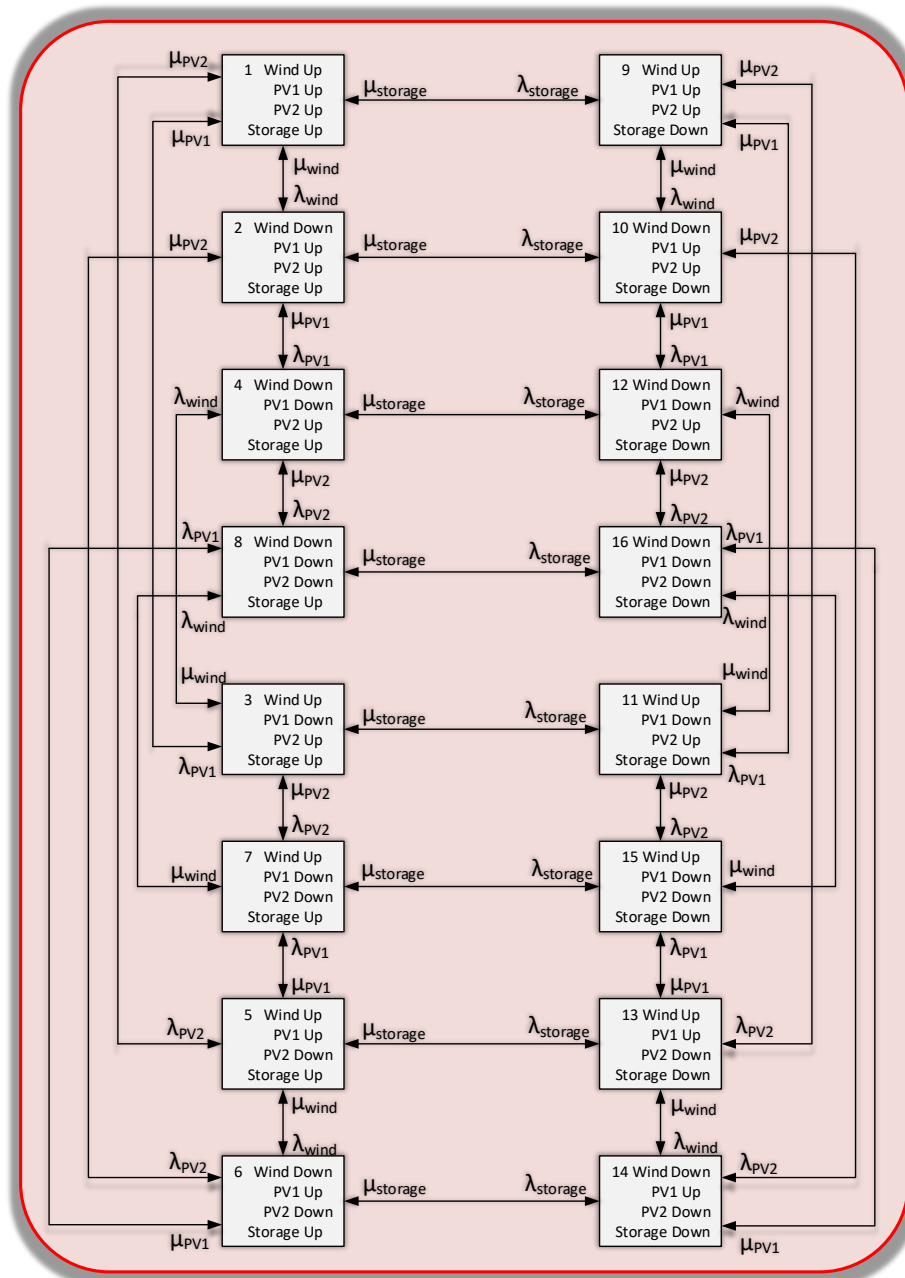 μPV2
1 Wind Up
PV1 Up
PV2 Up
Storage Up
μstorage
λstorage
9 Wind Up
PV1 Up
PV2 Up
Storage Down
μPV2
μPV1
μPV1
μwind
λwind
μwind
λwind
μPV2
2 Wind Down
PV1 Up
PV2 Up
Storage Up
μstorage
λstorage
10 Wind Down
PV1 Up
PV2 Up
Storage Down
μPV2
μPV1
λPV1
μPV1
λPV1
λwind
4 Wind Down
PV1 Down
PV2 Up
Storage Up
μstorage
λstorage
12 Wind Down
PV1 Down
PV2 Up
Storage Down
λwind
μPV2
λPV2
μPV2
λPV2
λPV1
8 Wind Down
PV1 Down
PV2 Down
Storage Up
μstorage
λstorage
16 Wind Down
PV1 Down
PV2 Down
Storage Down
λPV1
λwind
λwind
μwind
3 Wind Up
PV1 Down
PV2 Up
Storage Up
μstorage
λstorage
11 Wind Up
PV1 Down
PV2 Up
Storage Down
μwind
λPV1
λPV1
μPV2
λPV2
μPV2
λPV2
μwind
7 Wind Up
PV1 Down
PV2 Down
Storage Up
μstorage
λstorage
15 Wind Up
PV1 Down
PV2 Down
Storage Down
μwind
λPV1
μPV1
λPV1
μPV1
λPV2
5 Wind Up
PV1 Up
PV2 Down
Storage Up
μstorage
λstorage
13 Wind Up
PV1 Up
PV2 Down
Storage Down
λPV2
μwind
λwind
μwind
λwind
λPV2
6 Wind Down
PV1 Up
PV2 Down
Storage Up
μstorage
λstorage
14 Wind Down
PV1 Up
PV2 Down
Storage Down
λPV2
μPV1
μPV1